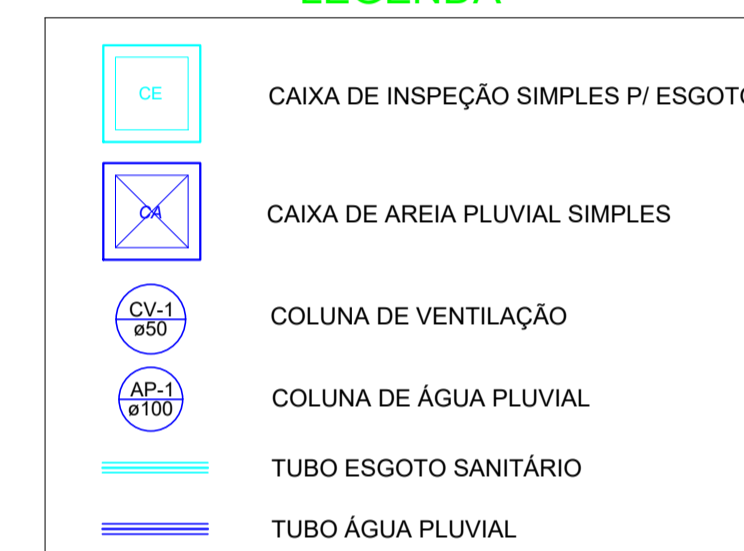 LEGENDA
CE
CAIXA DE INSPEÇÃO SIMPLES P/ ESGOTO
CA
CAIXA DE AREIA PLUVIAL SIMPLES
CV-1
ø50
COLUNA DE VENTILAÇÃO
AP-1
ø100
COLUNA DE ÁGUA PLUVIAL
TUBO ESGOTO SANITÁRIO
TUBO ÁGUA PLUVIAL